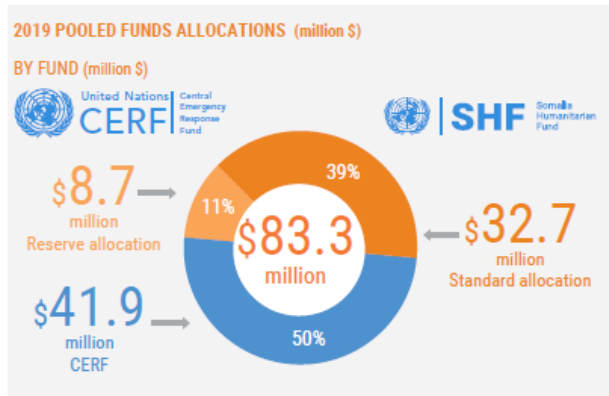 2019 POOLED FUNDS ALLOCATIONS (million $)
BY FUND (million $)
United Nations
CERF
Central
Emergency
Response
Fund
SHF
Somalia
Humanitarian
Fund
$8.7
million
Reserve allocation
39%
11%
$83.3
million
$32.7
million
Standard allocation
$41.9
million
CERF
50%